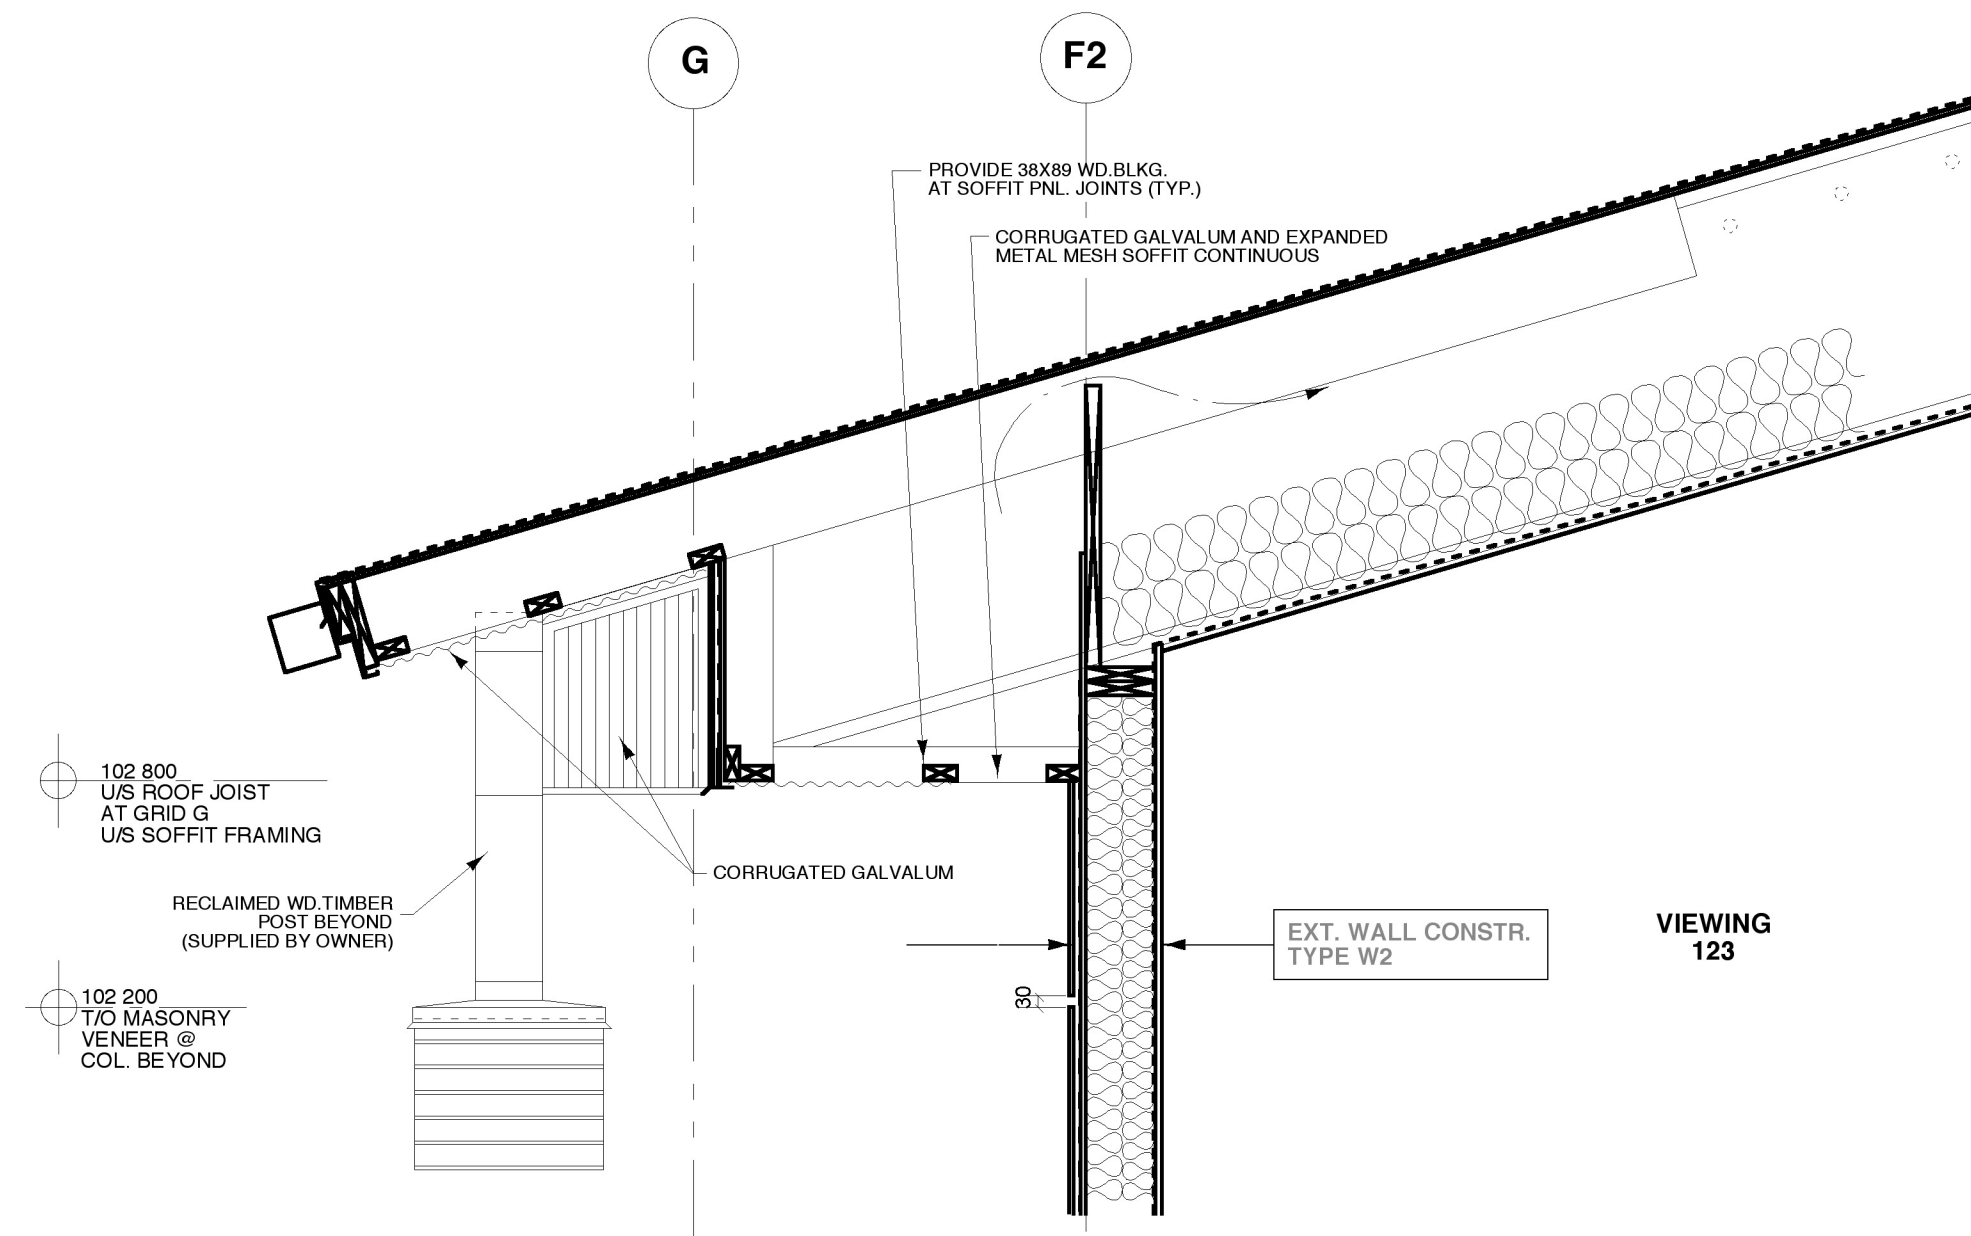 G
F2
PROVIDE 38X89 WD.BLKG.
AT SOFFIT PNL. JOINTS (TYP.)
CORRUGATED GALVALUM AND EXPANDED
METAL MESH SOFFIT CONTINUOUS
102 800
U/S ROOF JOIST
AT GRID G
U/S SOFFIT FRAMING
CORRUGATED GALVALUM
RECLAIMED WD.TIMBER
POST BEYOND
(SUPPLIED BY OWNER)
EXT. WALL CONSTR.
TYPE W2
VIEWING
123
102 200
T/O MASONRY
VENEER @
COL. BEYOND
30